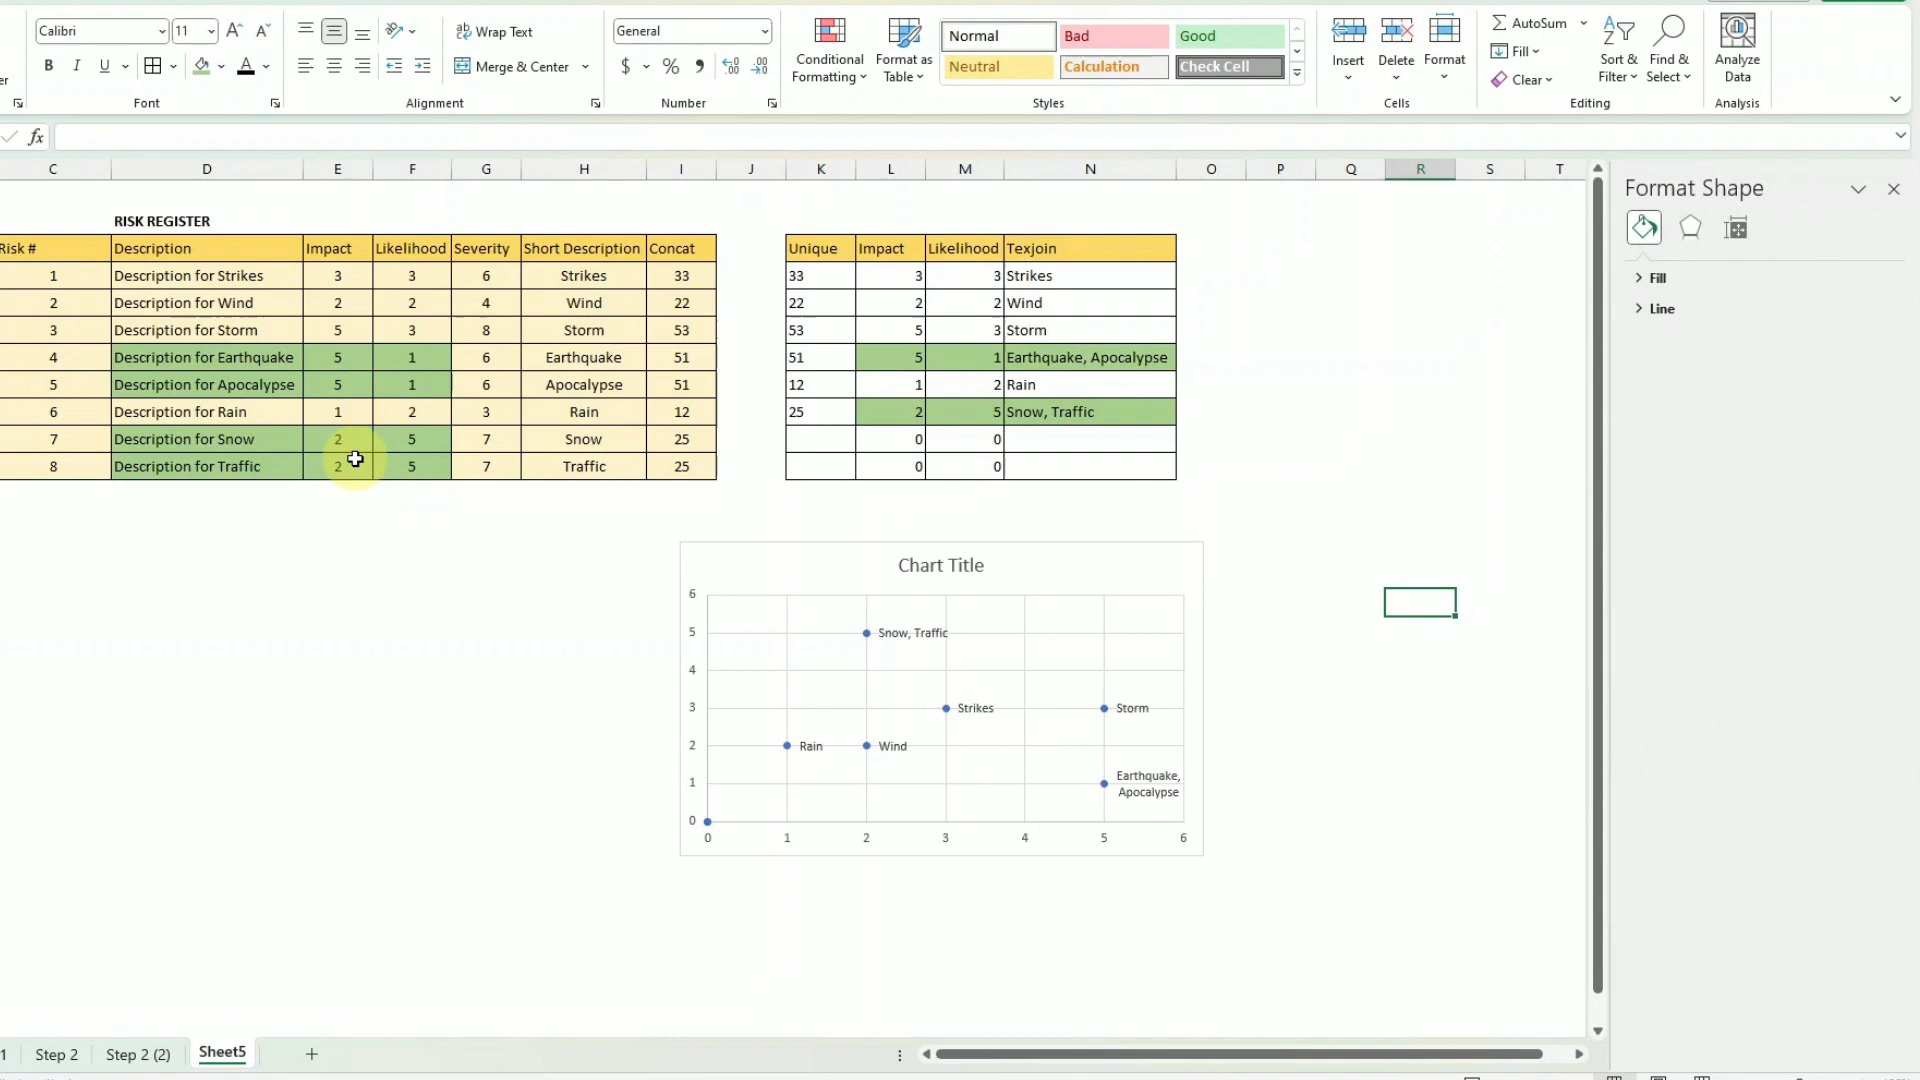 Calibri 11 A^ A˅ Wrap Text General Conditional Formatting Format as Table Normal Bad Good Insert Delete Format AutoSum Sort & Filter Find & Select Analyze Data
B I U A Merge & Center $ % , Neutral Calculation Check Cell Fill
Clear
er Font Alignment Number Styles Cells Editing Analysis
fx
C D E F G H I J K L M N O P Q R S T
Format Shape
Fill
Line
RISK REGISTER
Risk # Description Impact Likelihood Severity Short Description Concat
1 Description for Strikes 3 3 6 Strikes 33
2 Description for Wind 2 2 4 Wind 22
3 Description for Storm 5 3 8 Storm 53
4 Description for Earthquake 5 1 6 Earthquake 51
5 Description for Apocalypse 5 1 6 Apocalypse 51
6 Description for Rain 1 2 3 Rain 12
7 Description for Snow 2 5 7 Snow 25
8 Description for Traffic 2 5 7 Traffic 25
Unique Impact Likelihood Texjoin
33 3 3 Strikes
22 2 2 Wind
53 5 3 Storm
51 5 1 Earthquake, Apocalypse
12 1 2 Rain
25 2 5 Snow, Traffic
0 0
0 0
Chart Title
6
5 Snow, Traffic
4
3 Strikes Storm
2 Rain Wind
1 Earthquake,
Apocalypse
0
0 1 2 3 4 5 6
1 Step 2 Step 2 (2) Sheet5 +